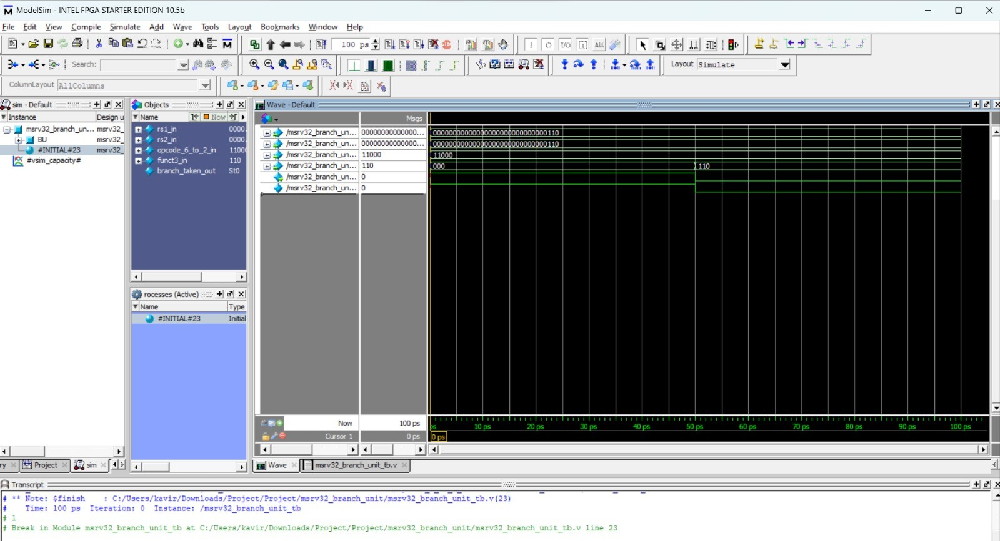 ModelSim - INTEL FPGA STARTER EDITION 10.5b
File Edit View Compile Simulate Add Wave Tools Layout Bookmarks Window Help
100 ps
ALL
Search:
Layout Simulate
ColumnLayout AllColumns
sim - Default
Instance Design u
msrv32_branch_un... msrv32_
BU msrv32_
#INITIAL#23 msrv32_
#vsim_capacity#
Objects
Name Now
rs1_in 0000.
rs2_in 0000.
opcode_6_to_2_in 1100
funct3_in 110
branch_taken_out St0
rocesses (Active)
Name Type
#INITIAL#23 Initial
Wave - Default
Msgs
/msrv32_branch_un... 00000000000000... 00000000000000000000000000000110
/msrv32_branch_un... 00000000000000... 00000000000000000000000000000110
/msrv32_branch_un... 11000 11000
/msrv32_branch_un... 110 000 110
/msrv32_branch_un... 0
/msrv32_branch_un... 0
Now 100 ps ps 10 ps 20 ps 30 ps 40 ps 50 ps 60 ps 70 ps 80 ps 90 ps 100 ps
Cursor 1 0 ps 0 ps
ry Project sim
Wave msrv32_branch_unit_tb.v
Transcript
# ** Note: $finish : C:/Users/kavir/Downloads/Project/Project/msrv32_branch_unit/msrv32_branch_unit_tb.v(23)
# Time: 100 ps Iteration: 0 Instance: /msrv32_branch_unit_tb
# 1
# Break in Module msrv32_branch_unit_tb at C:/Users/kavir/Downloads/Project/Project/msrv32_branch_unit/msrv32_branch_unit_tb.v line 23